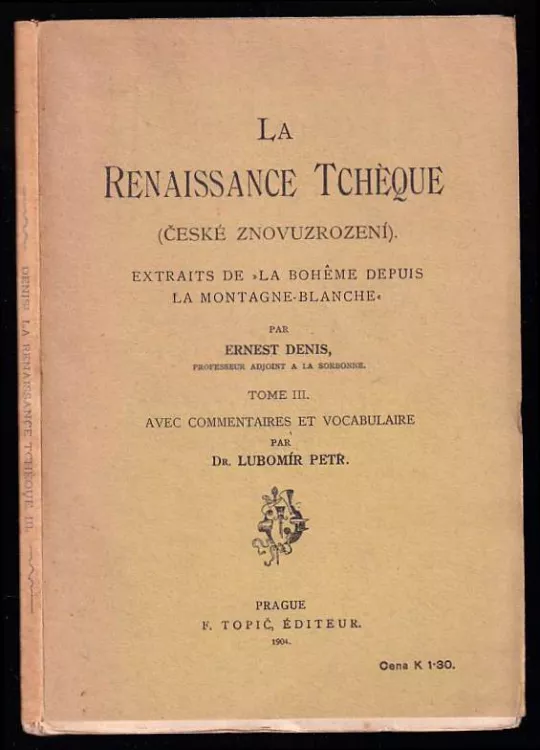 LA
RENAISSANCE TCHÈQUE
(ČESKÉ ZNOVUZROZENÍ).
EXTRAITS DE »LA BOHÊME DEPUIS
LA MONTAGNE-BLANCHE«
PAR
ERNEST DENIS,
PROFESSEUR ADJOINT A LA SORBONNE.
TOME III.
AVEC COMMENTAIRES ET VOCABULAIRE
PAR
DR. LUBOMÍR PETR.
PRAGUE
F. TOPIČ, ÉDITEUR.
1904.
Cena K 1·30.
DENIS: LA RENAISSANCE TCHÈQUE III.